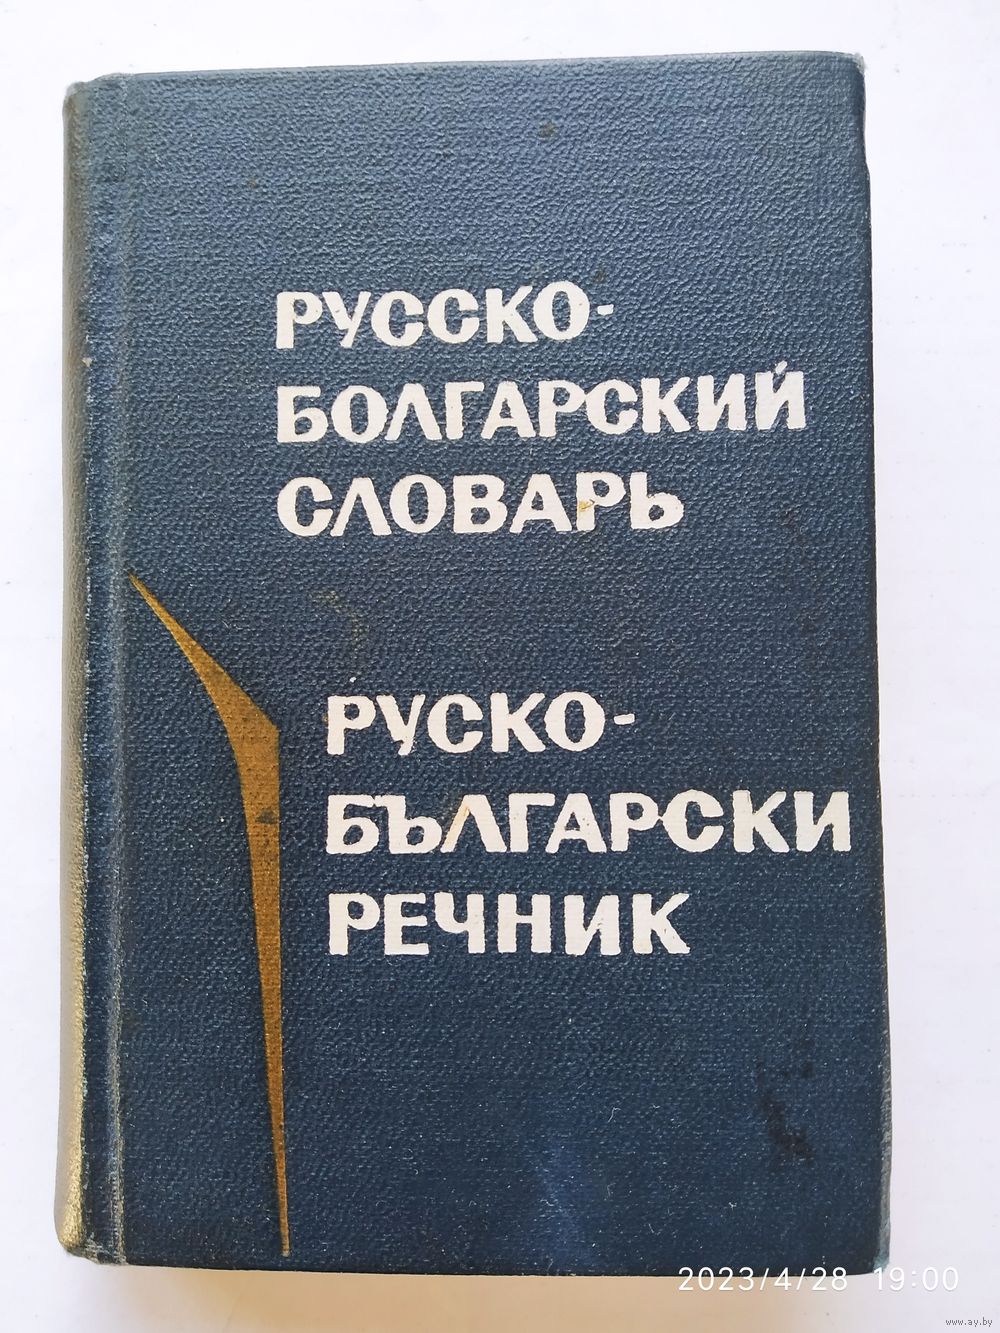 РУССКО-
БОЛГАРСКИЙ
СЛОВАРЬ
РУСКО-
БЪЛГАРСКИ
РЕЧНИК
2023/4/28 19:00
www.ay.by